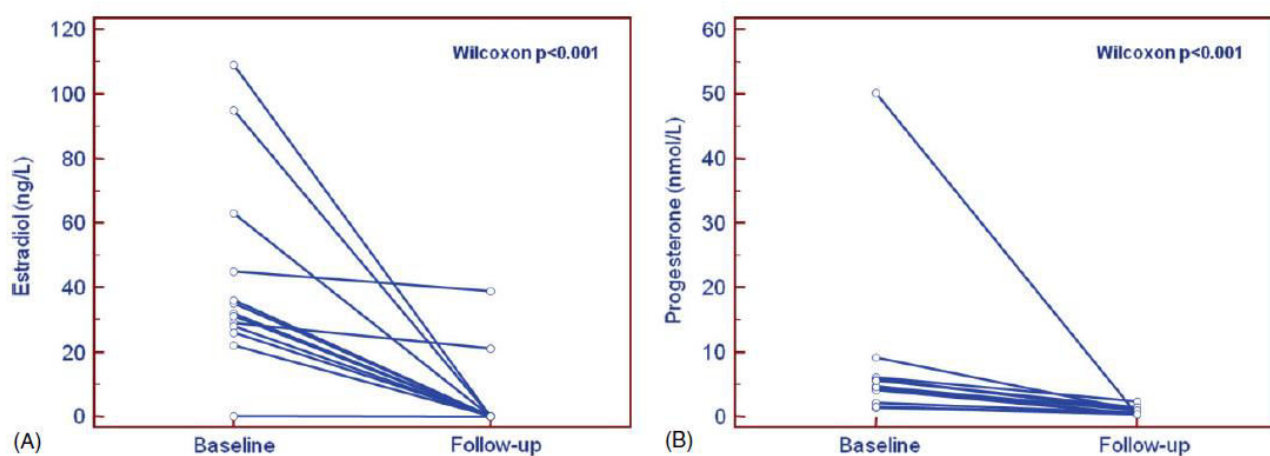 120
100
80
60
40
20
0
Estradiol (ng/L)
Wilcoxon p<0.001
Baseline
Follow-up
(A)
60
50
40
30
20
10
0
Progesterone (nmol/L)
Wilcoxon p<0.001
Baseline
Follow-up
(B)